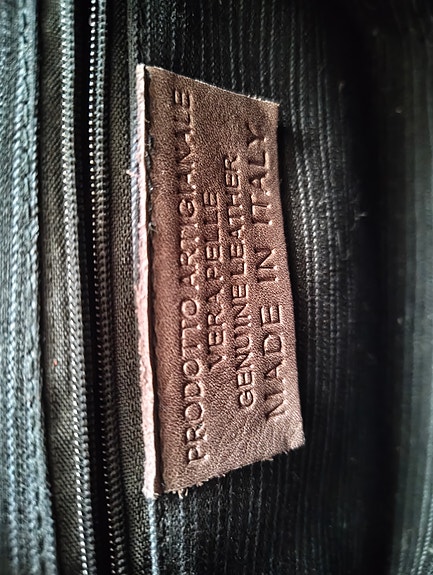 PRODOTTO ARTIGIANALE
VERA PELLE
GENUINE LEATHER
MADE IN ITALY